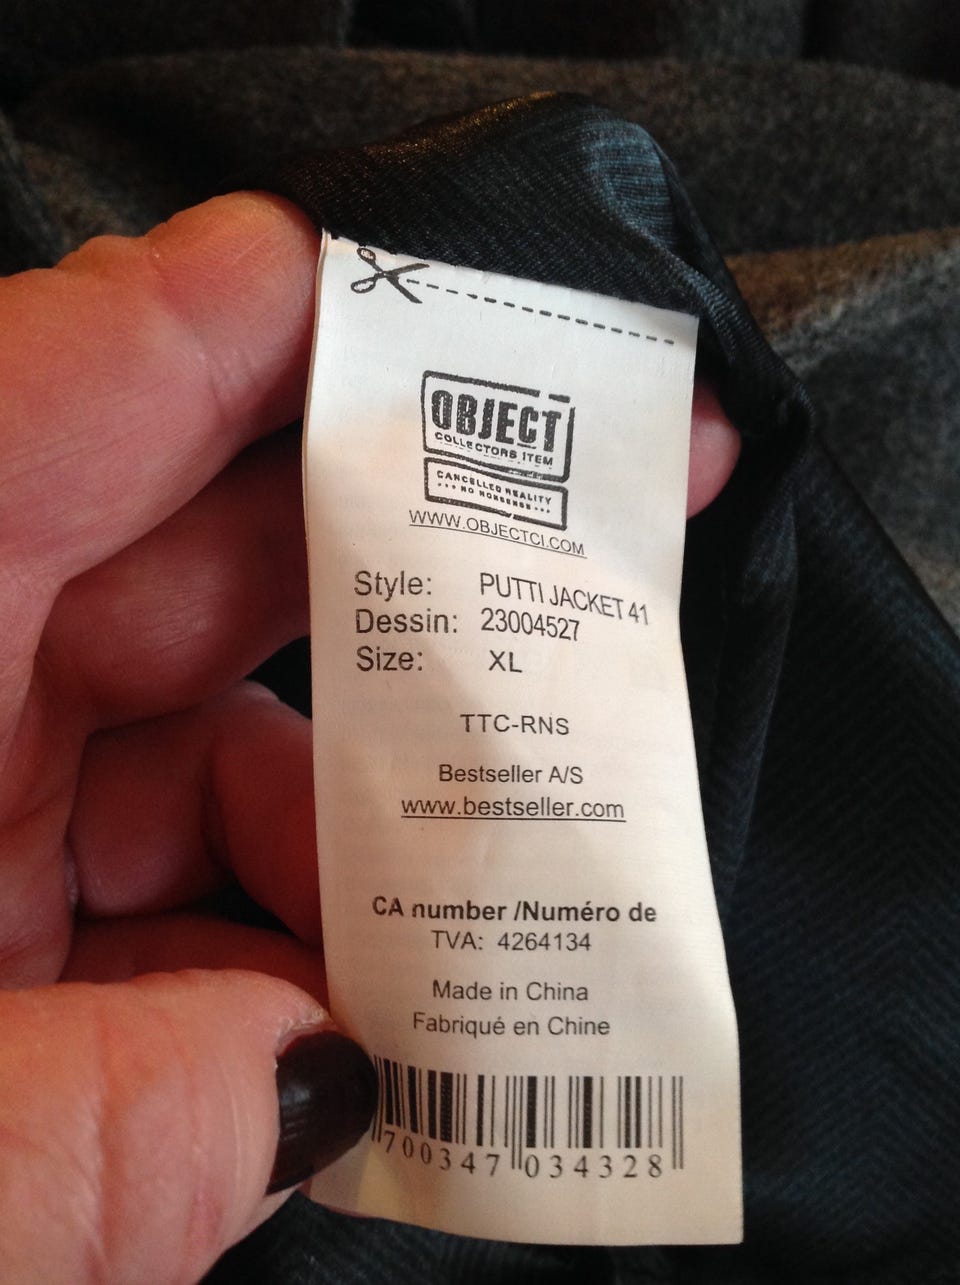 OBJECT
COLLECTORS ITEM
CANCELLED REALITY
••• NO NONSENSE •••
WWW.OBJECTCI.COM
Style: PUTTI JACKET 41
Dessin: 23004527
Size: XL
TTC-RNS
Bestseller A/S
www.bestseller.com
CA number /Numéro de
TVA: 4264134
Made in China
Fabriqué en Chine
700347 034328